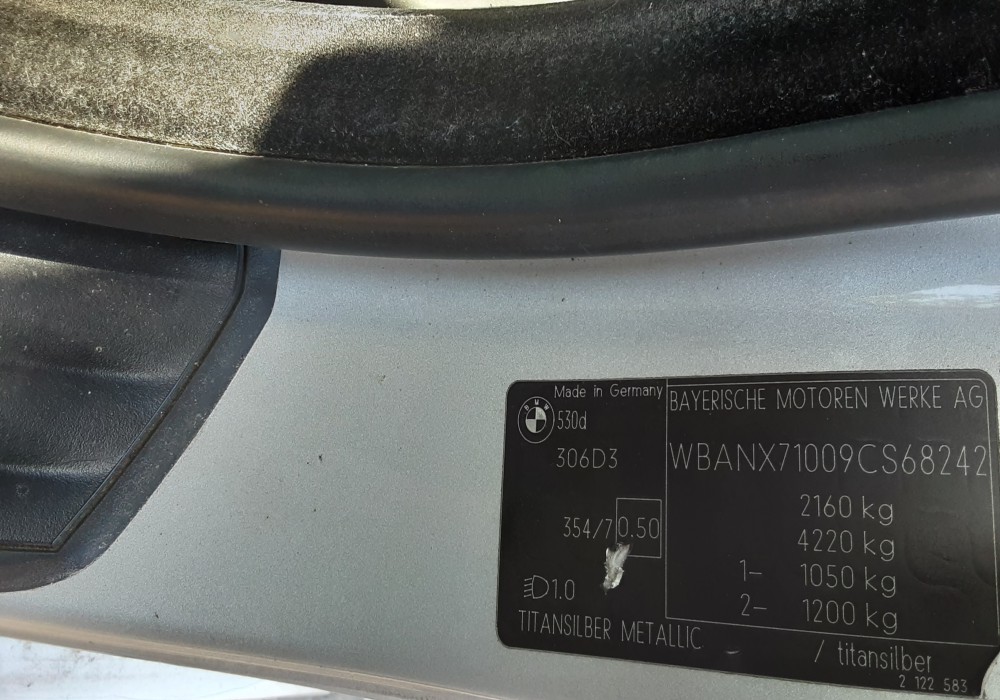 Made in Germany
BMW
530d
306D3
354/7 0.50
1.0
TITANSILBER METALLIC
BAYERISCHE MOTOREN WERKE AG
WBANX71009CS68242
2160 kg
4220 kg
1- 1050 kg
2- 1200 kg
/ titansilber
2 122 583